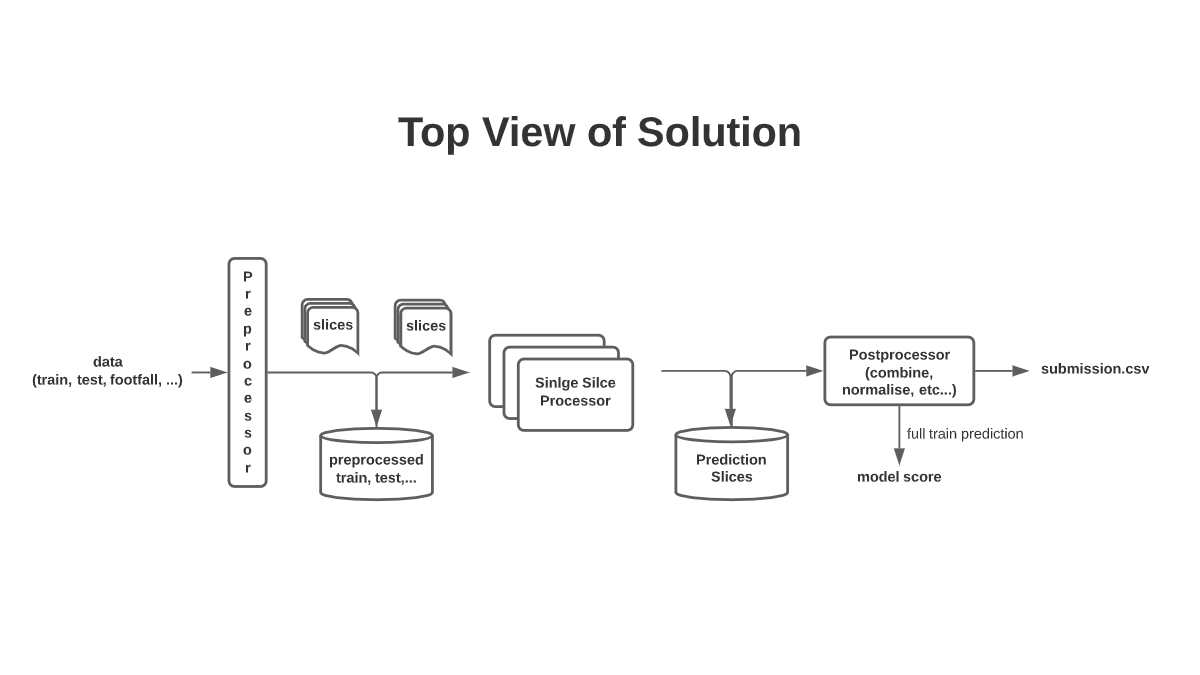 Top View of Solution
data
(train, test, footfall, ...)
Preprocessor
slices
slices
preprocessed
train, test,...
Sinlge Silce
Processor
Prediction
Slices
Postprocessor
(combine,
normalise, etc...)
submission.csv
full train prediction
model score